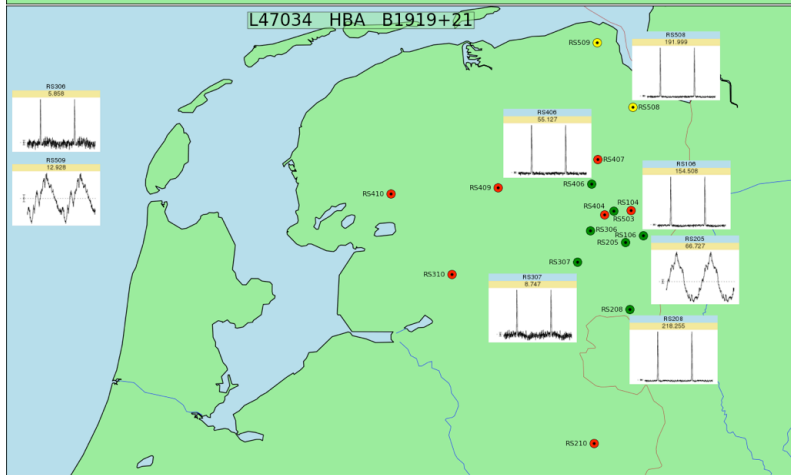 L47034 HBA B1919+21
RS509
RS508
191.999
RS508
RS306
5.858
RS509
12.928
RS406
55.127
RS407
RS106
154.508
RS406
RS409
RS410
RS404
RS104
RS503
RS306
RS106
RS205
RS205
66.727
RS307
RS310
RS307
8.747
RS208
RS208
218.255
RS210